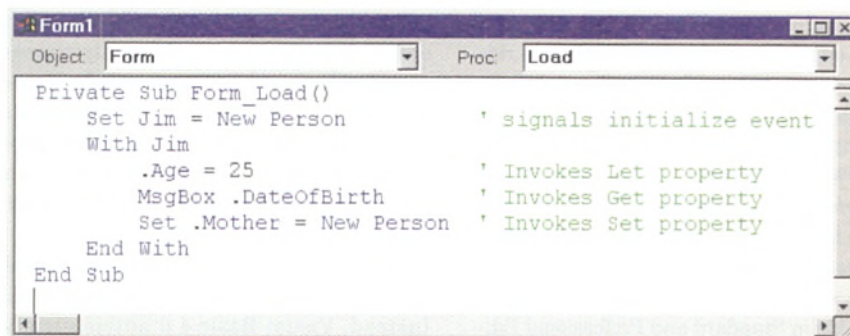 Form1
Object: Form Proc: Load
Private Sub Form_Load()
    Set Jim = New Person ' signals initialize event
    With Jim
        .Age = 25 ' Invokes Let property
        MsgBox .DateOfBirth ' Invokes Get property
        Set .Mother = New Person ' Invokes Set property
    End With
End Sub